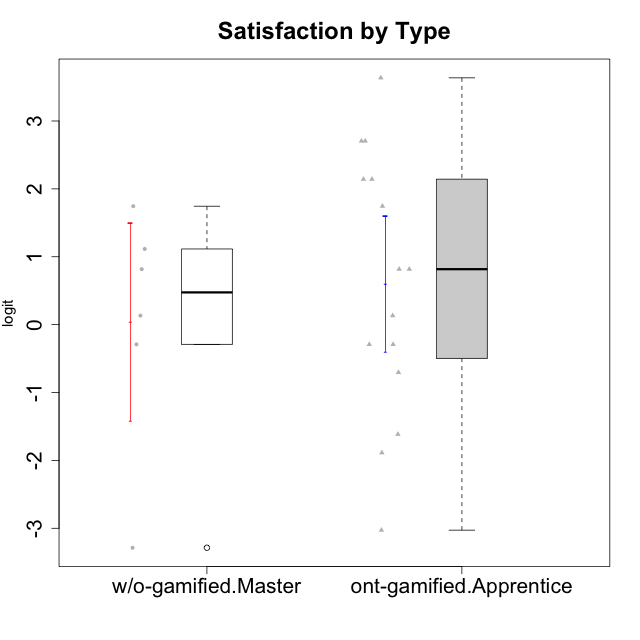 Satisfaction by Type
logit
3
2
1
0
-1
-2
-3
w/o-gamified.Master
ont-gamified.Apprentice